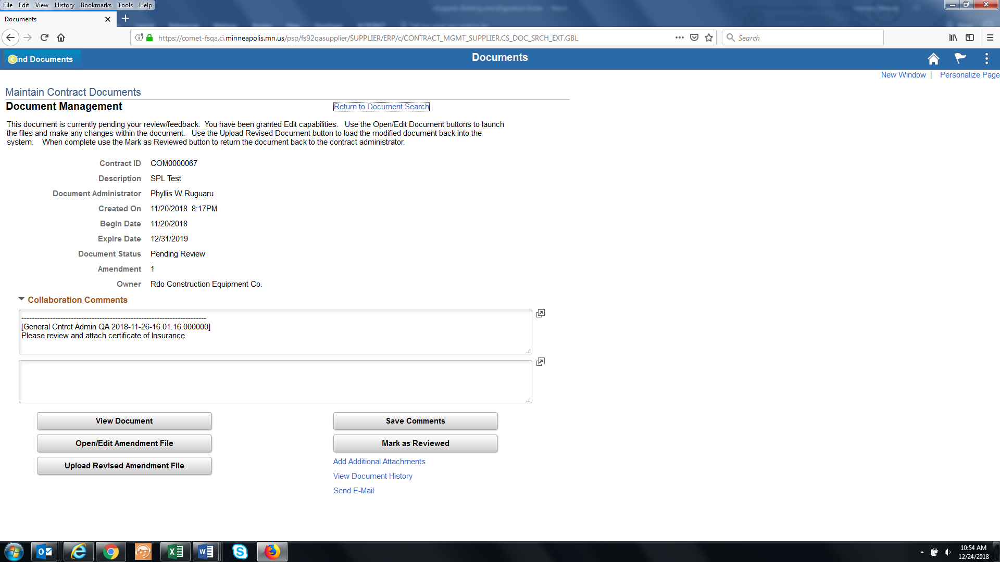 File Edit View History Bookmarks Tools Help
Documents
https://comet-fsqa.ci.minneapolis.mn.us/psp/fs92qasupplier/SUPPLIER/ERP/c/CONTRACT_MGMT_SUPPLIER.CS_DOC_SRCH_EXT.GBL
Search
ind Documents
Documents
New Window | Personalize Page
Maintain Contract Documents
Document Management
Return to Document Search
This document is currently pending your review/feedback. You have been granted Edit capabilities. Use the Open/Edit Document buttons to launch
the files and make any changes within the document. Use the Upload Revised Document button to load the modified document back into the
system. When complete use the Mark as Reviewed button to return the document back to the contract administrator.
Contract ID COM0000067
Description SPL Test
Document Administrator Phyllis W Ruguaru
Created On 11/20/2018 8:17PM
Begin Date 11/20/2018
Expire Date 12/31/2019
Document Status Pending Review
Amendment 1
Owner Rdo Construction Equipment Co.
Collaboration Comments
-----------------------------------------------------------------------
[General Cntrct Admin QA 2018-11-26-16.01.16.000000]
Please review and attach certificate of Insurance
View Document
Save Comments
Open/Edit Amendment File
Mark as Reviewed
Upload Revised Amendment File
Add Additional Attachments
View Document History
Send E-Mail
10:54 AM
12/24/2018